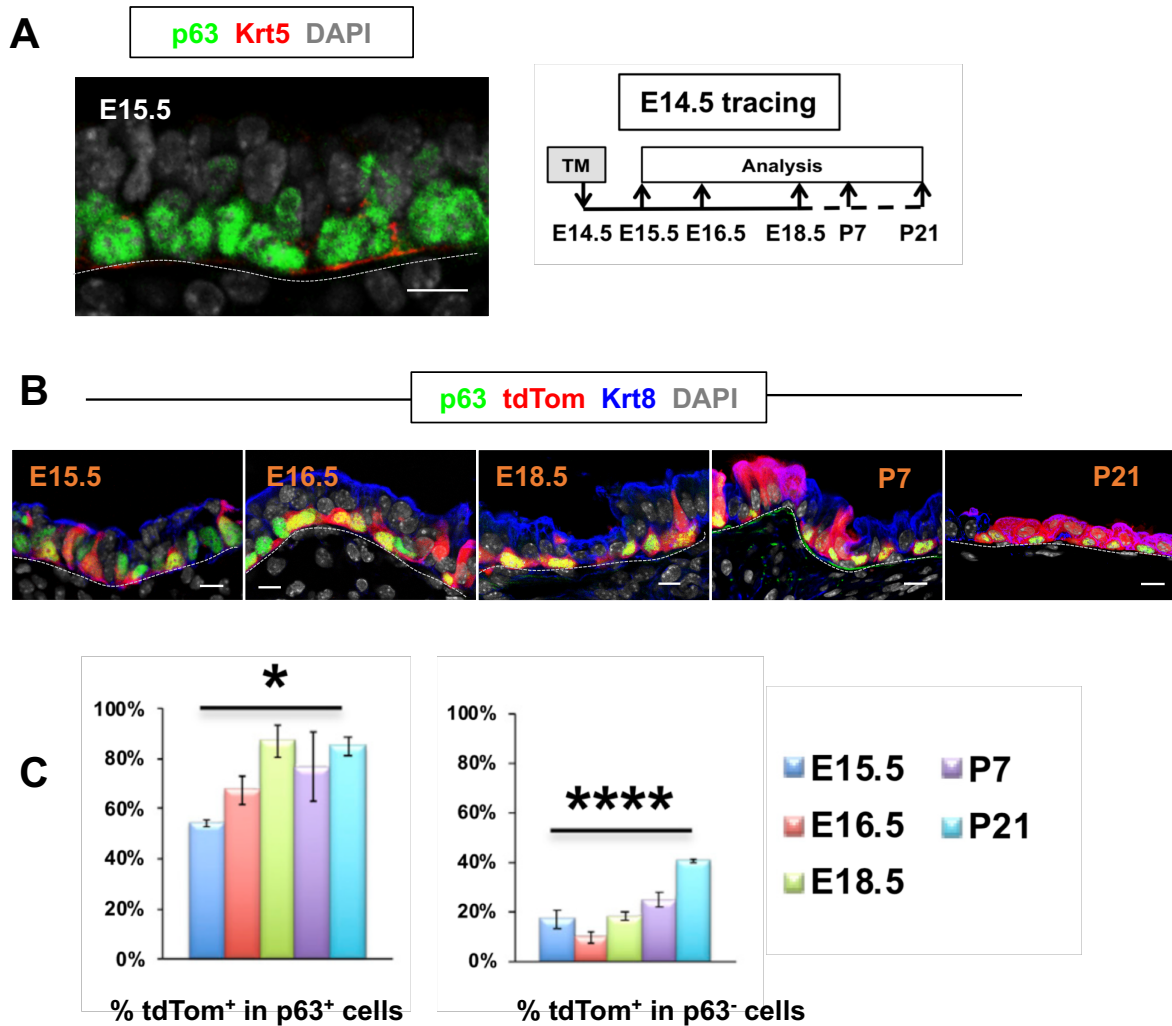 A
p63 Krt5 DAPI
E15.5
E14.5 tracing
TM
Analysis
E14.5 E15.5 E16.5 E18.5 P7 P21
B
p63 tdTom Krt8 DAPI
E15.5
E16.5
E18.5
P7
P21
C
*
100%
80%
60%
40%
20%
0%
% tdTom⁺ in p63⁺ cells
****
100%
80%
60%
40%
20%
0%
% tdTom⁺ in p63⁻ cells
E15.5
P7
E16.5
P21
E18.5